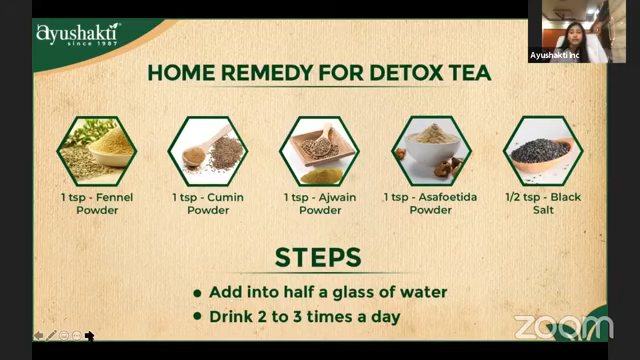 ayushakti
since 1987
Ayushakti Inc
HOME REMEDY FOR DETOX TEA
1 tsp - Fennel
Powder
1 tsp - Cumin
Powder
1 tsp - Ajwain
Powder
1 tsp - Asafoetida
Powder
1/2 tsp - Black
Salt
STEPS
• Add into half a glass of water
• Drink 2 to 3 times a day
zoom